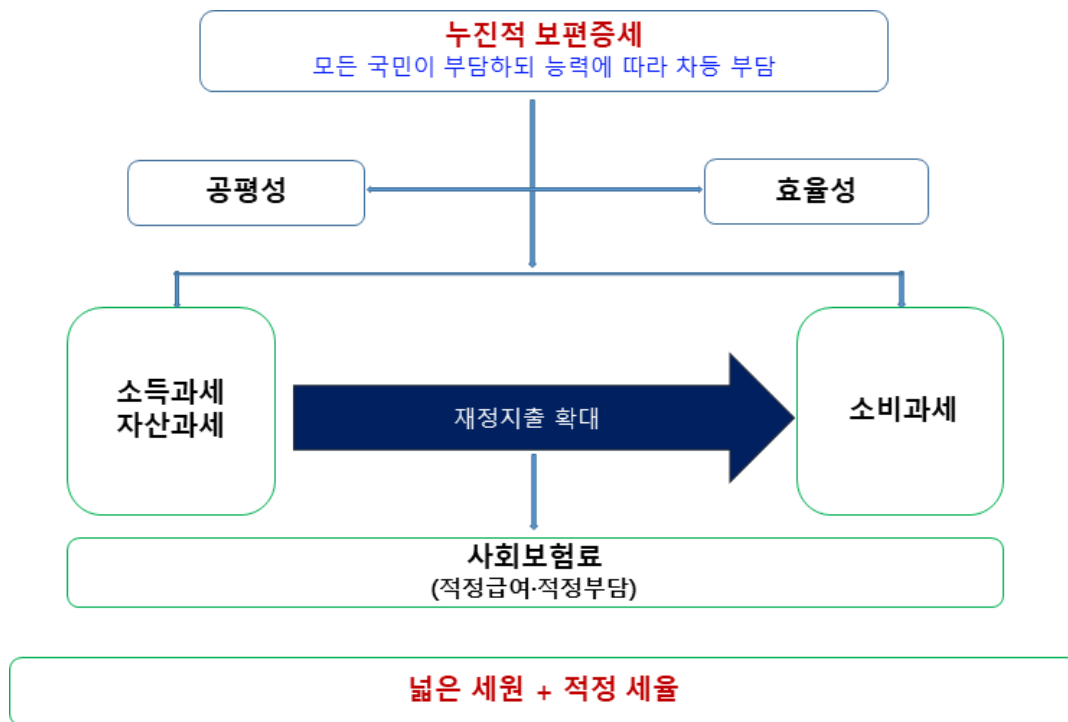 누진적 보편증세
모든 국민이 부담하되 능력에 따라 차등 부담
공평성
효율성
소득과세
자산과세
재정지출 확대
소비과세
사회보험료
(적정급여·적정부담)
넓은 세원 + 적정 세율